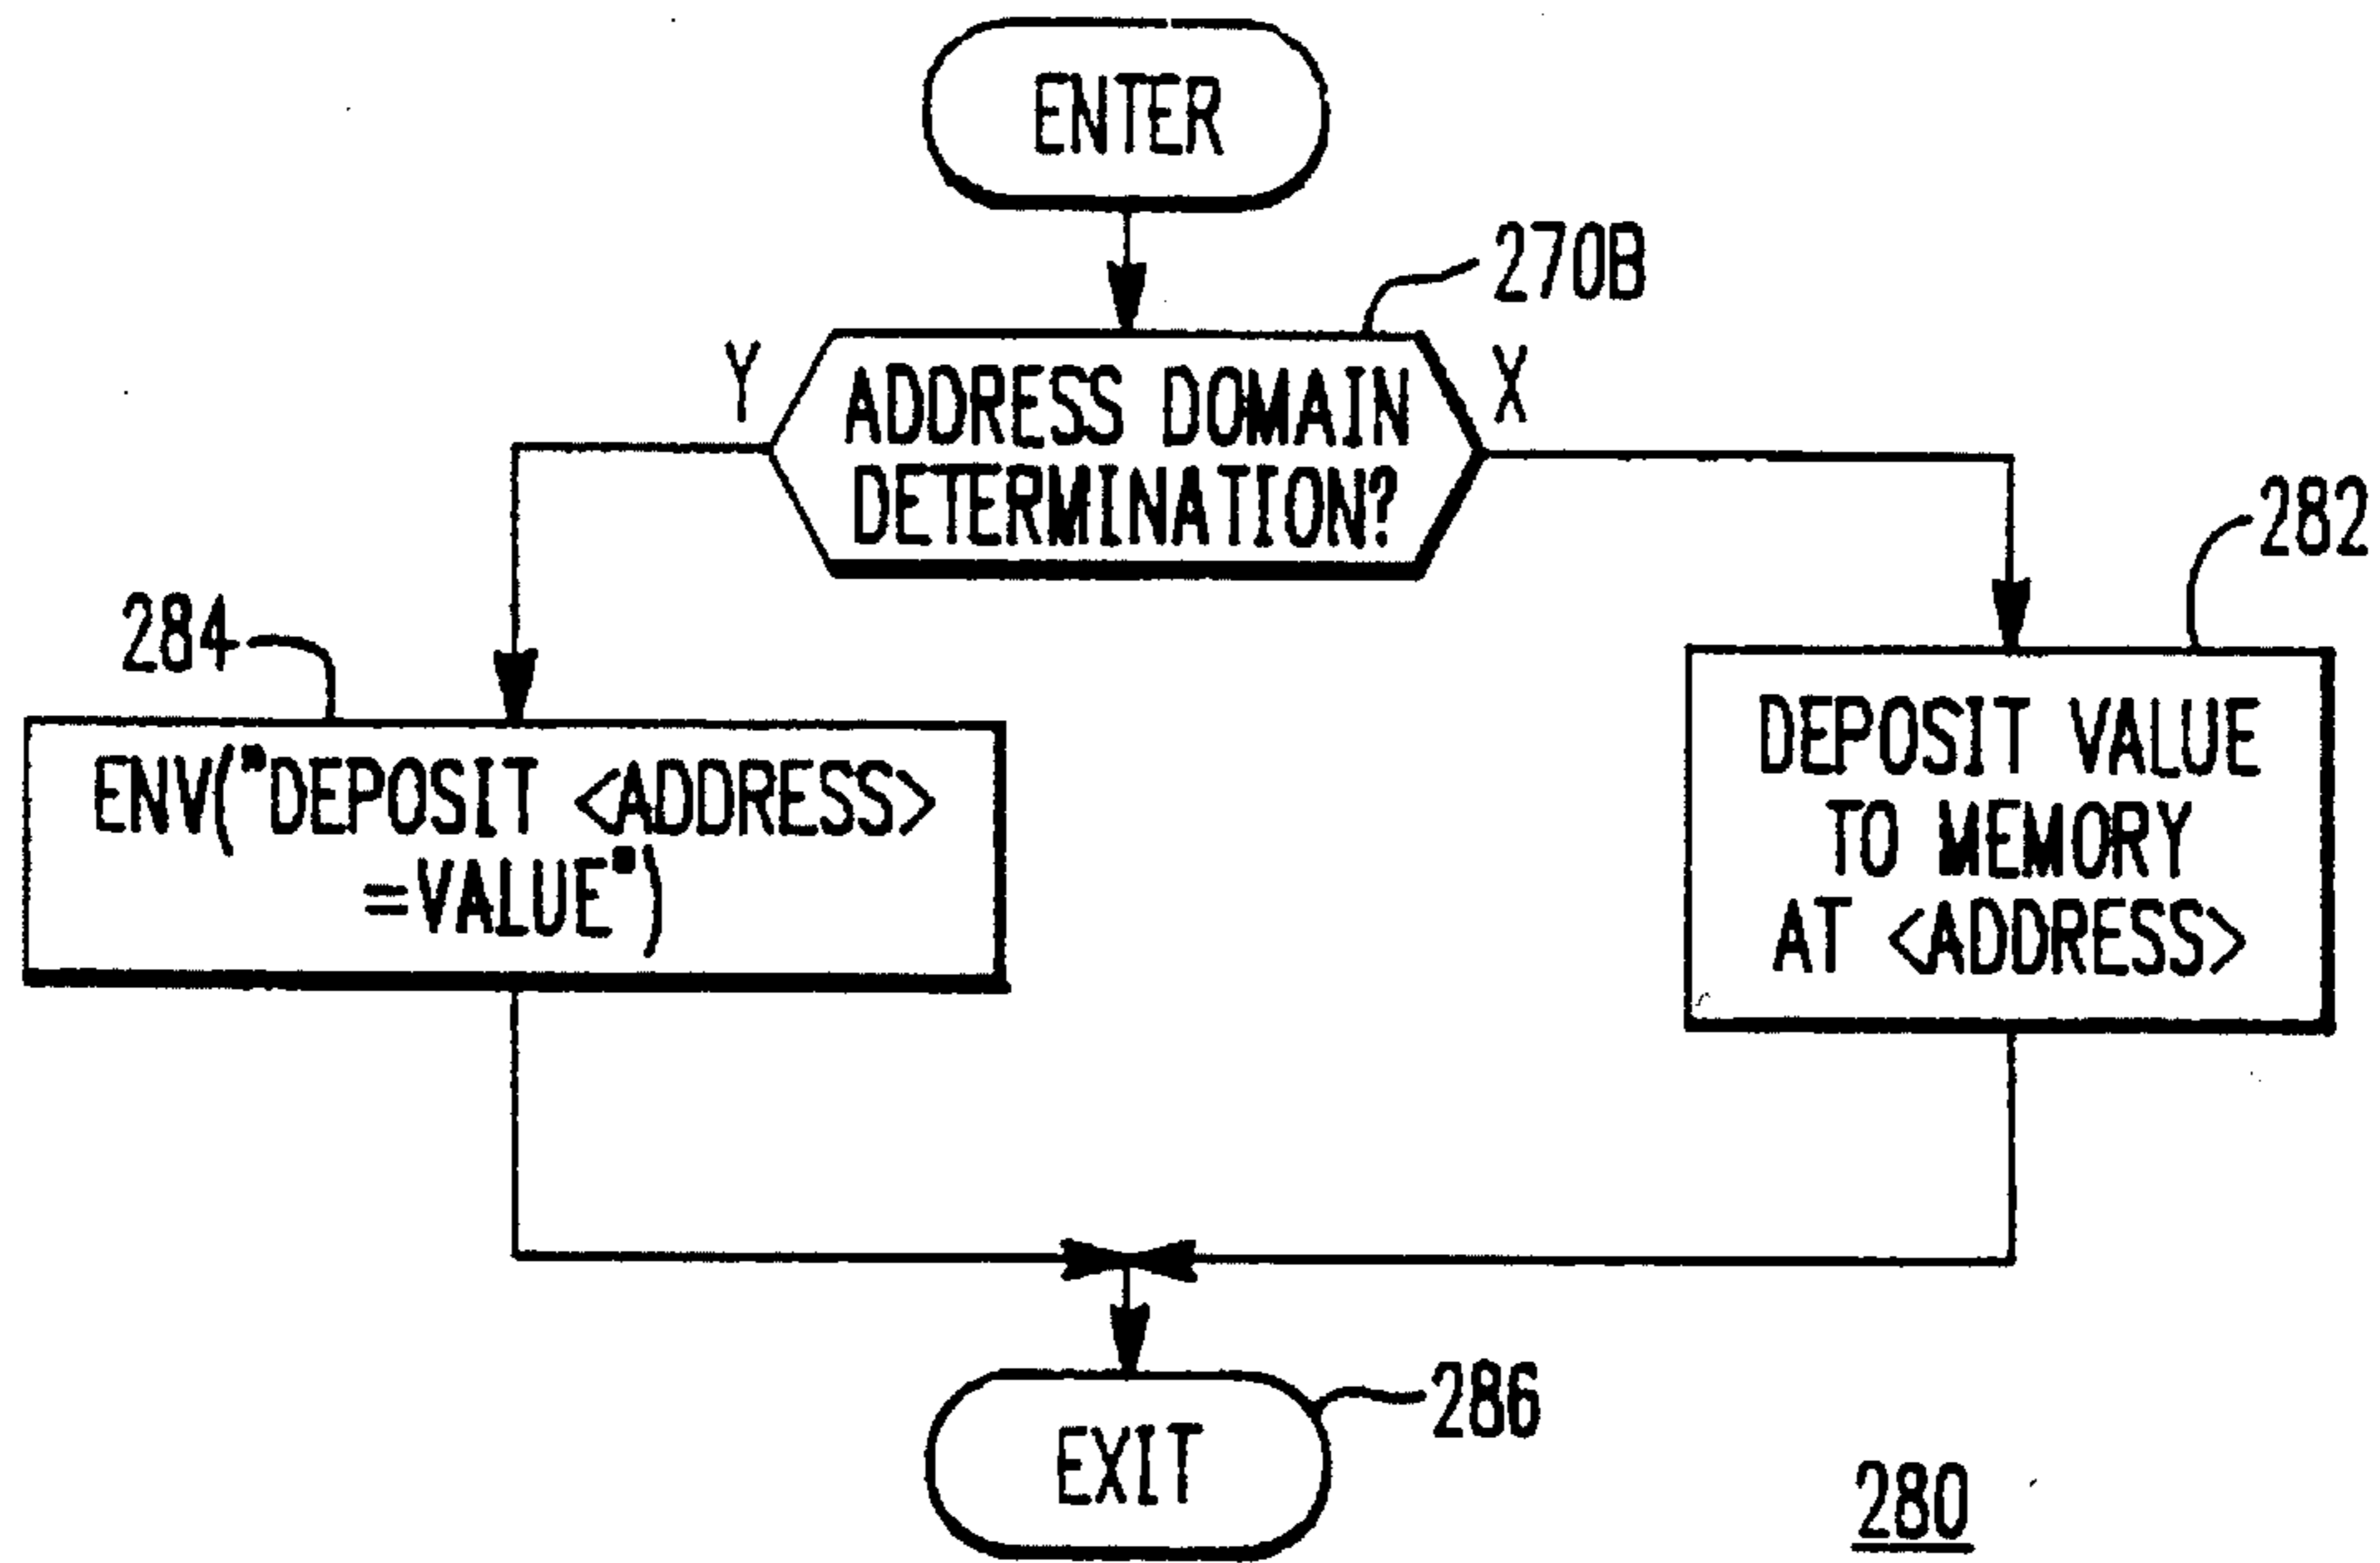 ENTER
270B
Y
X
ADDRESS DOMAIN
DETERMINATION?
282
284
ENV("DEPOSIT <ADDRESS>
=VALUE")
DEPOSIT VALUE
TO MEMORY
AT <ADDRESS>
EXIT
286
280